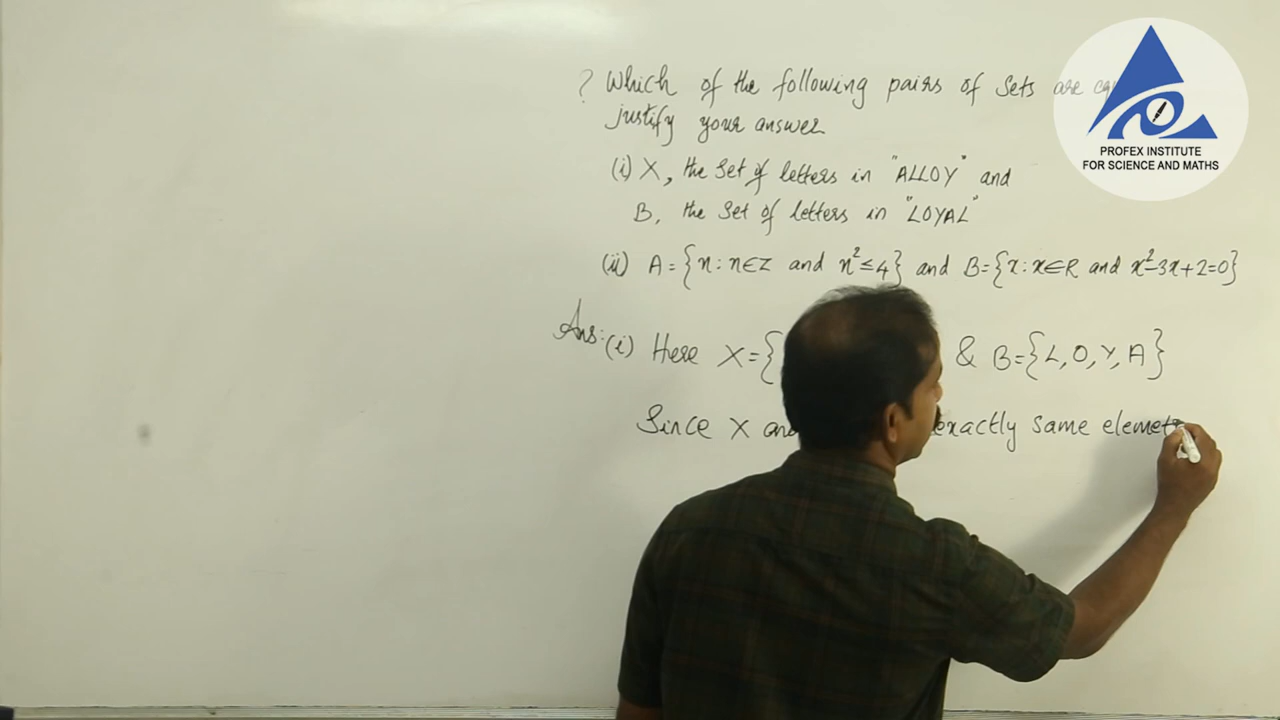 ? Which of the following pairs of sets are
justify your answer
(i) X, the set of letters in "ALLOY" and
B, the set of letters in "LOYAL"
(ii) A = {n : n ∈ Z and n² ≤ 4} and B = {x : x ∈ R and x² - 3x + 2 = 0}
Ans: (i) Here X = { & B = {L, O, Y, A}
Since X and exactly same elemets
PROFEX INSTITUTE
FOR SCIENCE AND MATHS